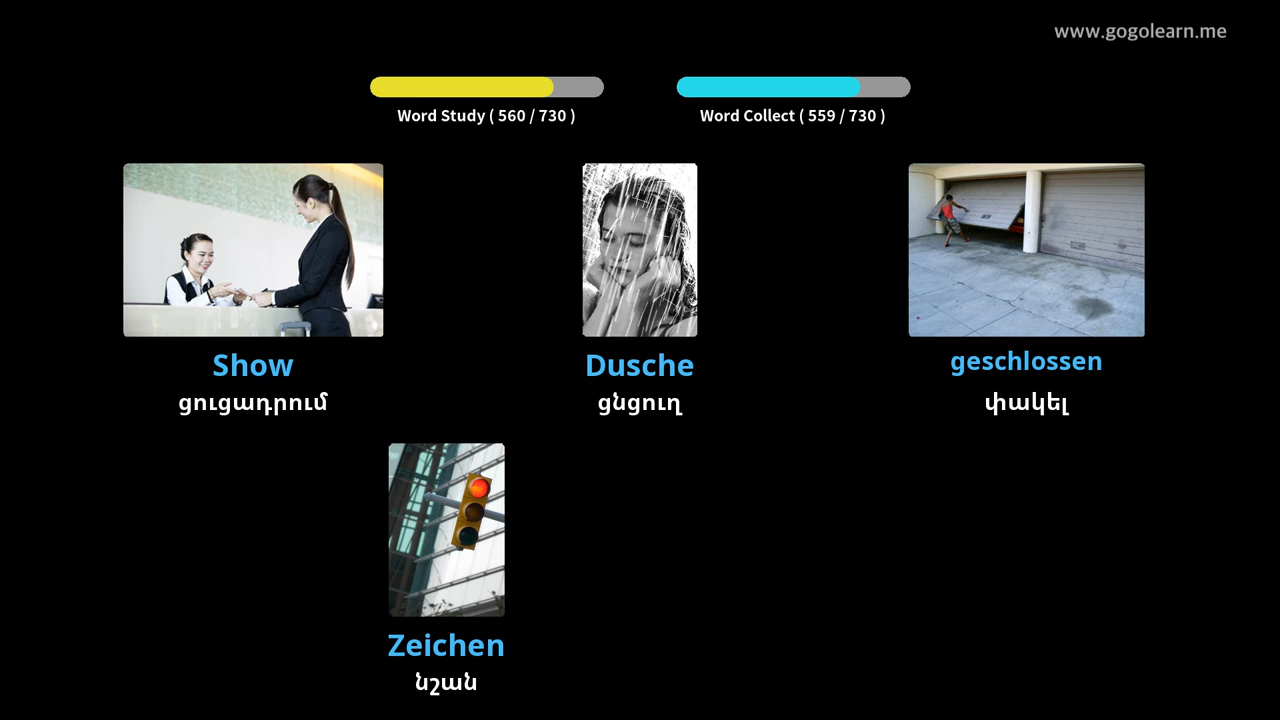 www.gogolearn.me
Word Study ( 560 / 730 )
Word Collect ( 559 / 730 )
Show
Dusche
geschlossen
ցուցադրում
ցնցուղ
փակել
Zeichen
նշան